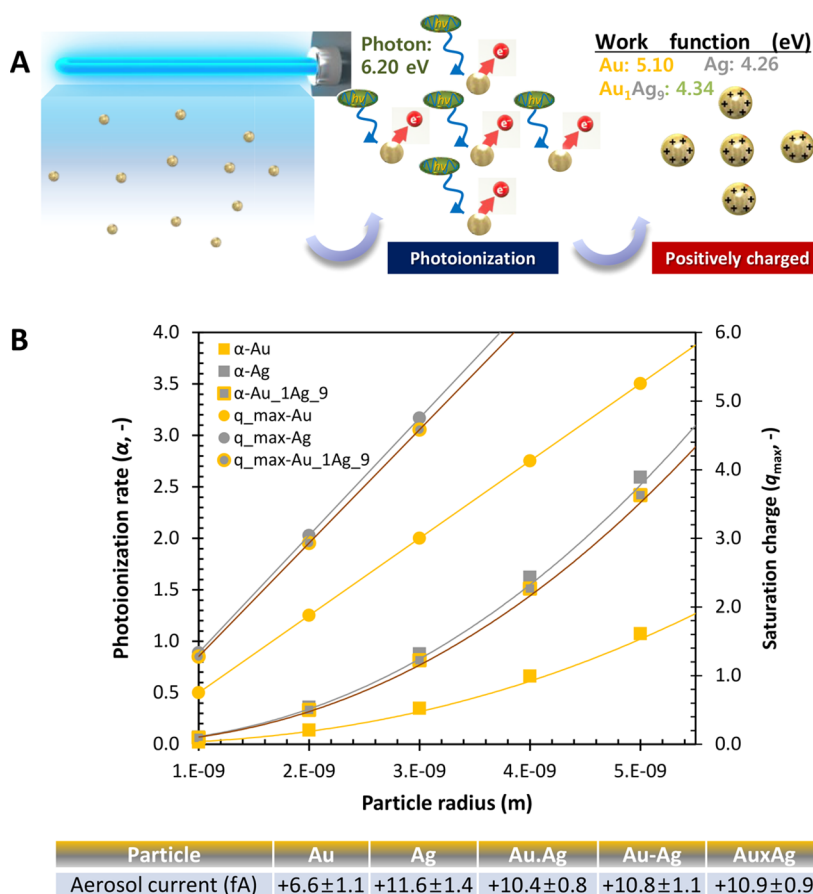 A
Photon:
6.20 eV
hv
e-
hv
e-
hv
e-
hv
e-
hv
e-
Work function (eV)
Au: 5.10 Ag: 4.26
Au1Ag9: 4.34
Photoionization
Positively charged
B
4.0
3.5
3.0
2.5
2.0
1.5
1.0
0.5
0.0
Photoionization rate (α, -)
α-Au
α-Ag
α-Au_1Ag_9
q_max-Au
q_max-Ag
q_max-Au_1Ag_9
6.0
5.0
4.0
3.0
2.0
1.0
0.0
Saturation charge (qmax, -)
1.E-09 2.E-09 3.E-09 4.E-09 5.E-09
Particle radius (m)
Particle Au Ag Au.Ag Au-Ag AuxAg
Aerosol current (fA) +6.6±1.1 +11.6±1.4 +10.4±0.8 +10.8±1.1 +10.9±0.9